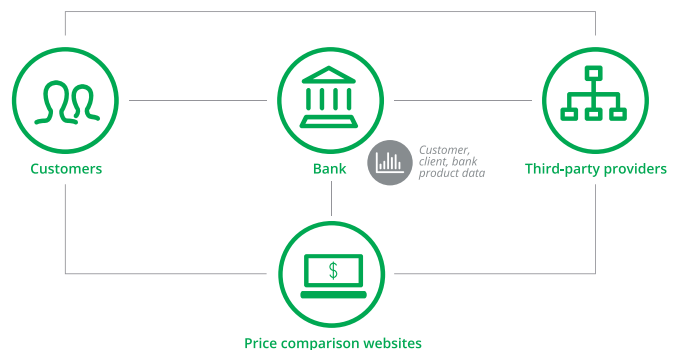 Customers
Bank
Customer,
client, bank
product data
Third-party providers
$
Price comparison websites